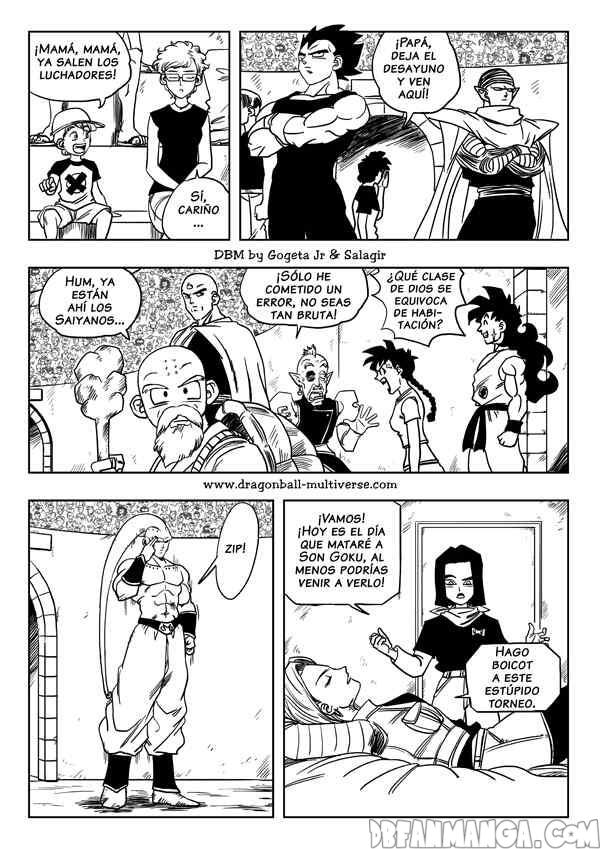 ¡MAMÁ, MAMÁ,
YA SALEN LOS
LUCHADORES!
SÍ,
CARIÑO
...
¡PAPÁ,
DEJA EL
DESAYUNO
Y VEN
AQUÍ!
DBM by Gogeta Jr & Salagir
HUM, YA
ESTÁN
AHÍ LOS
SAIYANOS...
¡SÓLO HE
COMETIDO UN
ERROR, NO SEAS
TAN BRUTA!
¿QUÉ CLASE
DE DIOS SE
EQUIVOCA
DE HABI-
TACIÓN?
www.dragonball-multiverse.com
ZIP!
¡VAMOS!
¡HOY ES EL DÍA
QUE MATARÉ A
SON GOKU, AL
MENOS PODRÍAS
VENIR A VERLO!
HAGO
BOICOT
A ESTE
ESTÚPIDO
TORNEO.
DBFANMANGA.COM